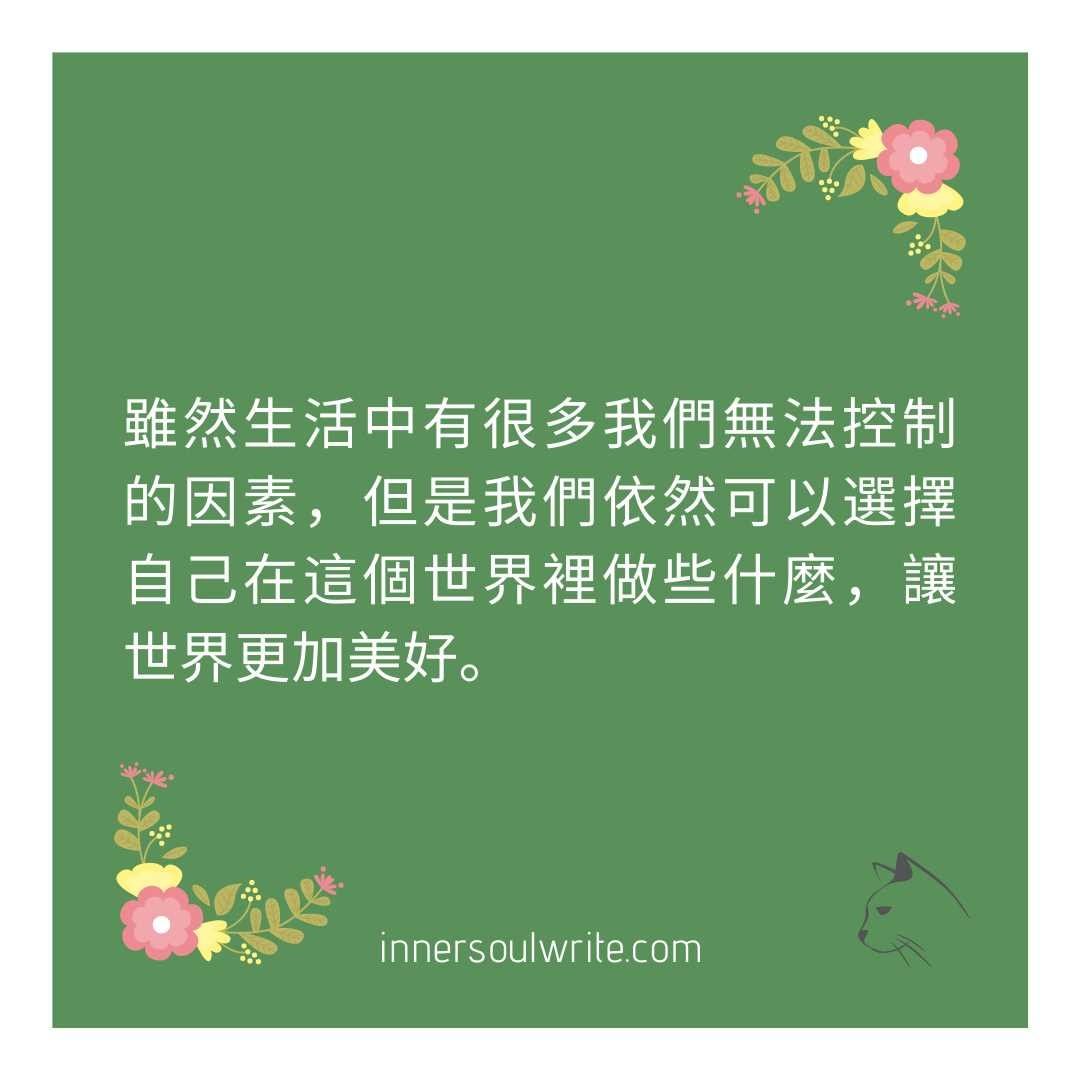 雖然生活中有很多我們無法控制
的因素，但是我們依然可以選擇
自己在這個世界裡做些什麼，讓
世界更加美好。
innersoulwrite.com